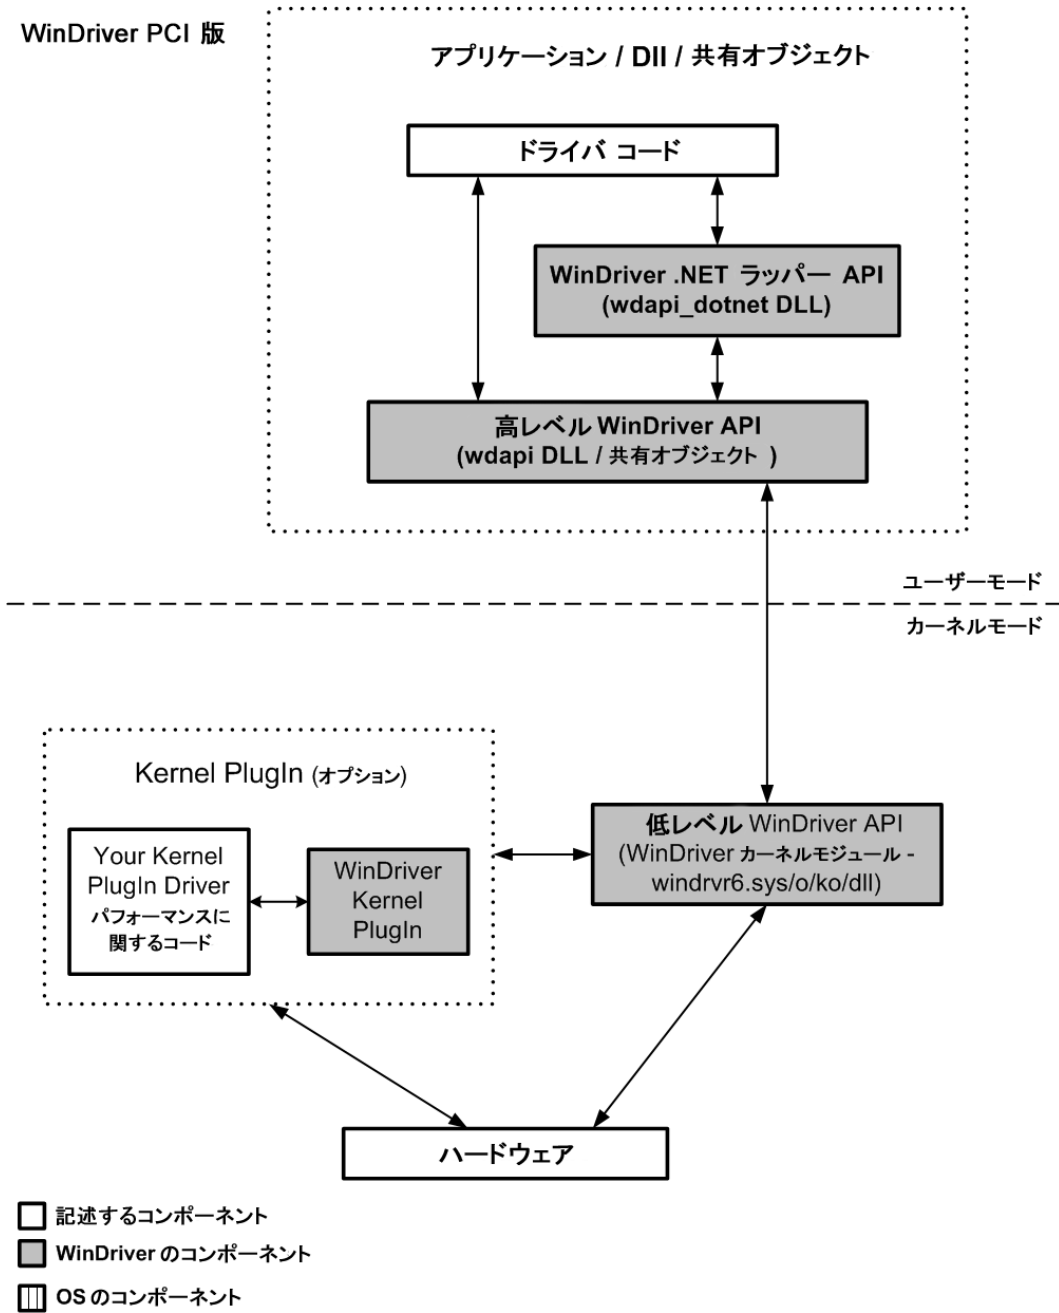 WinDriver PCI 版
アプリケーション / Dll / 共有オブジェクト
ドライバ コード
WinDriver .NET ラッパー API
(wdapi_dotnet DLL)
高レベル WinDriver API
(wdapi DLL / 共有オブジェクト )
ユーザーモード
カーネルモード
Kernel PlugIn (オプション)
Your Kernel
PlugIn Driver
パフォーマンスに
関するコード
WinDriver
Kernel
PlugIn
低レベル WinDriver API
(WinDriver カーネルモジュール -
windrvr6.sys/o/ko/dll)
ハードウェア
記述するコンポーネント
WinDriver のコンポーネント
OS のコンポーネント